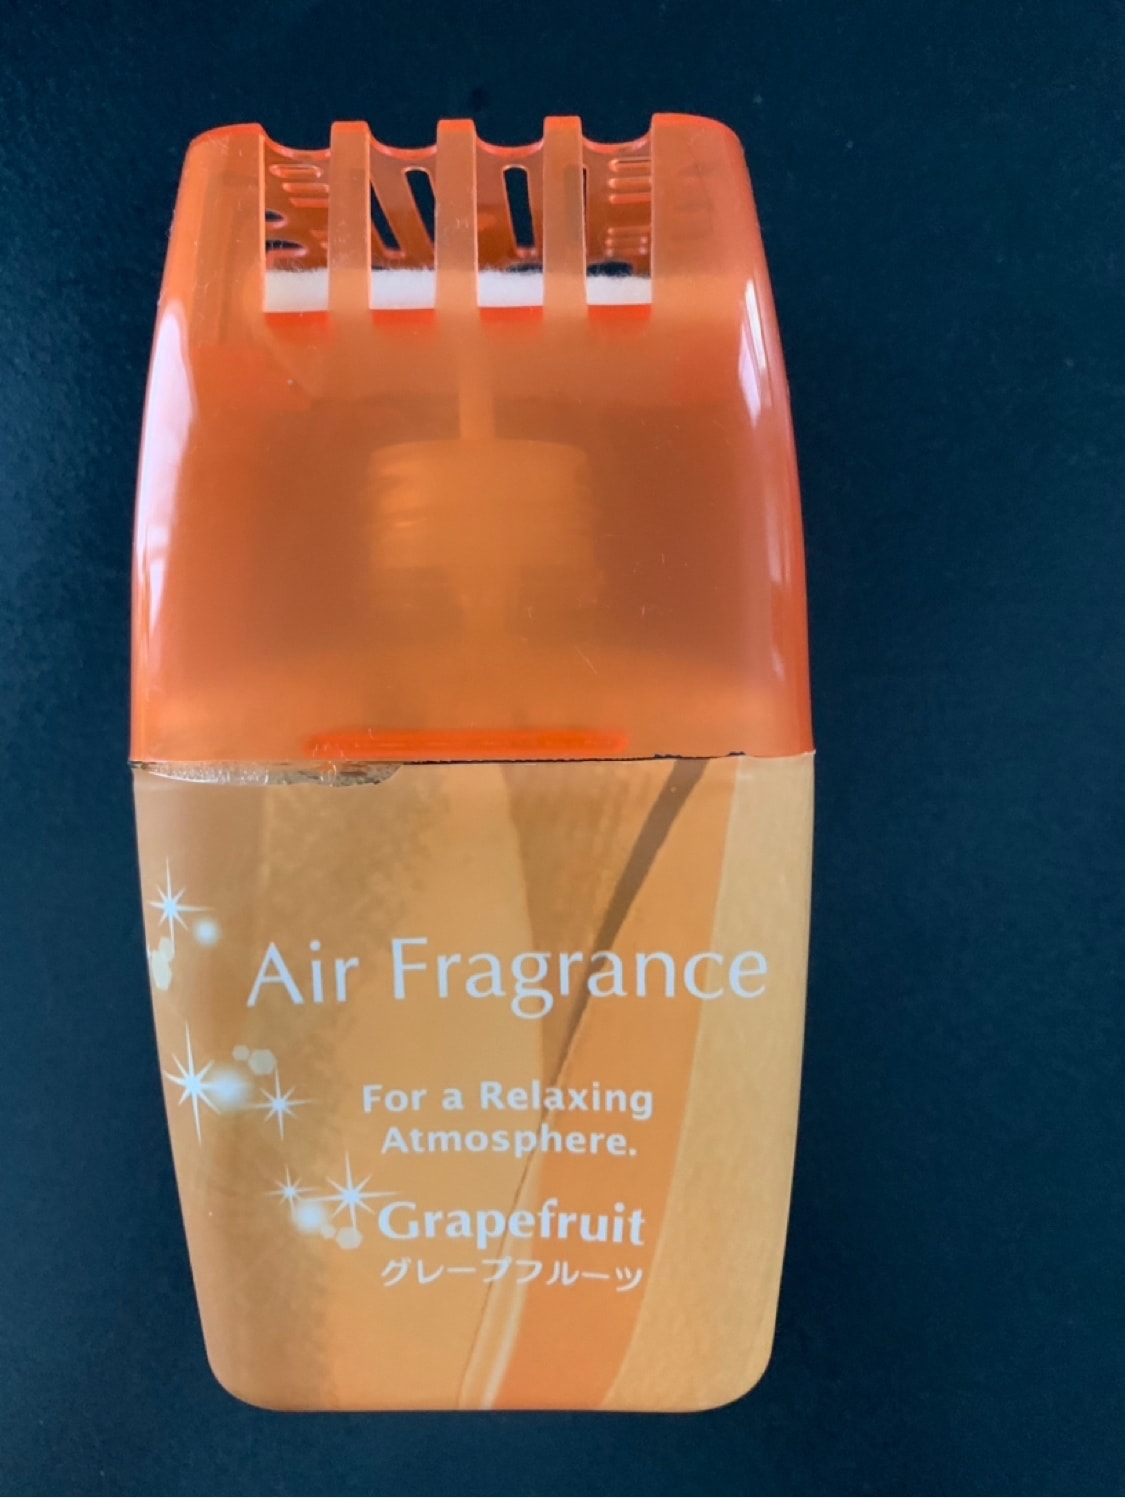 Air Fragrance
For a Relaxing
Atmosphere.
Grapefruit
グレープフルーツ